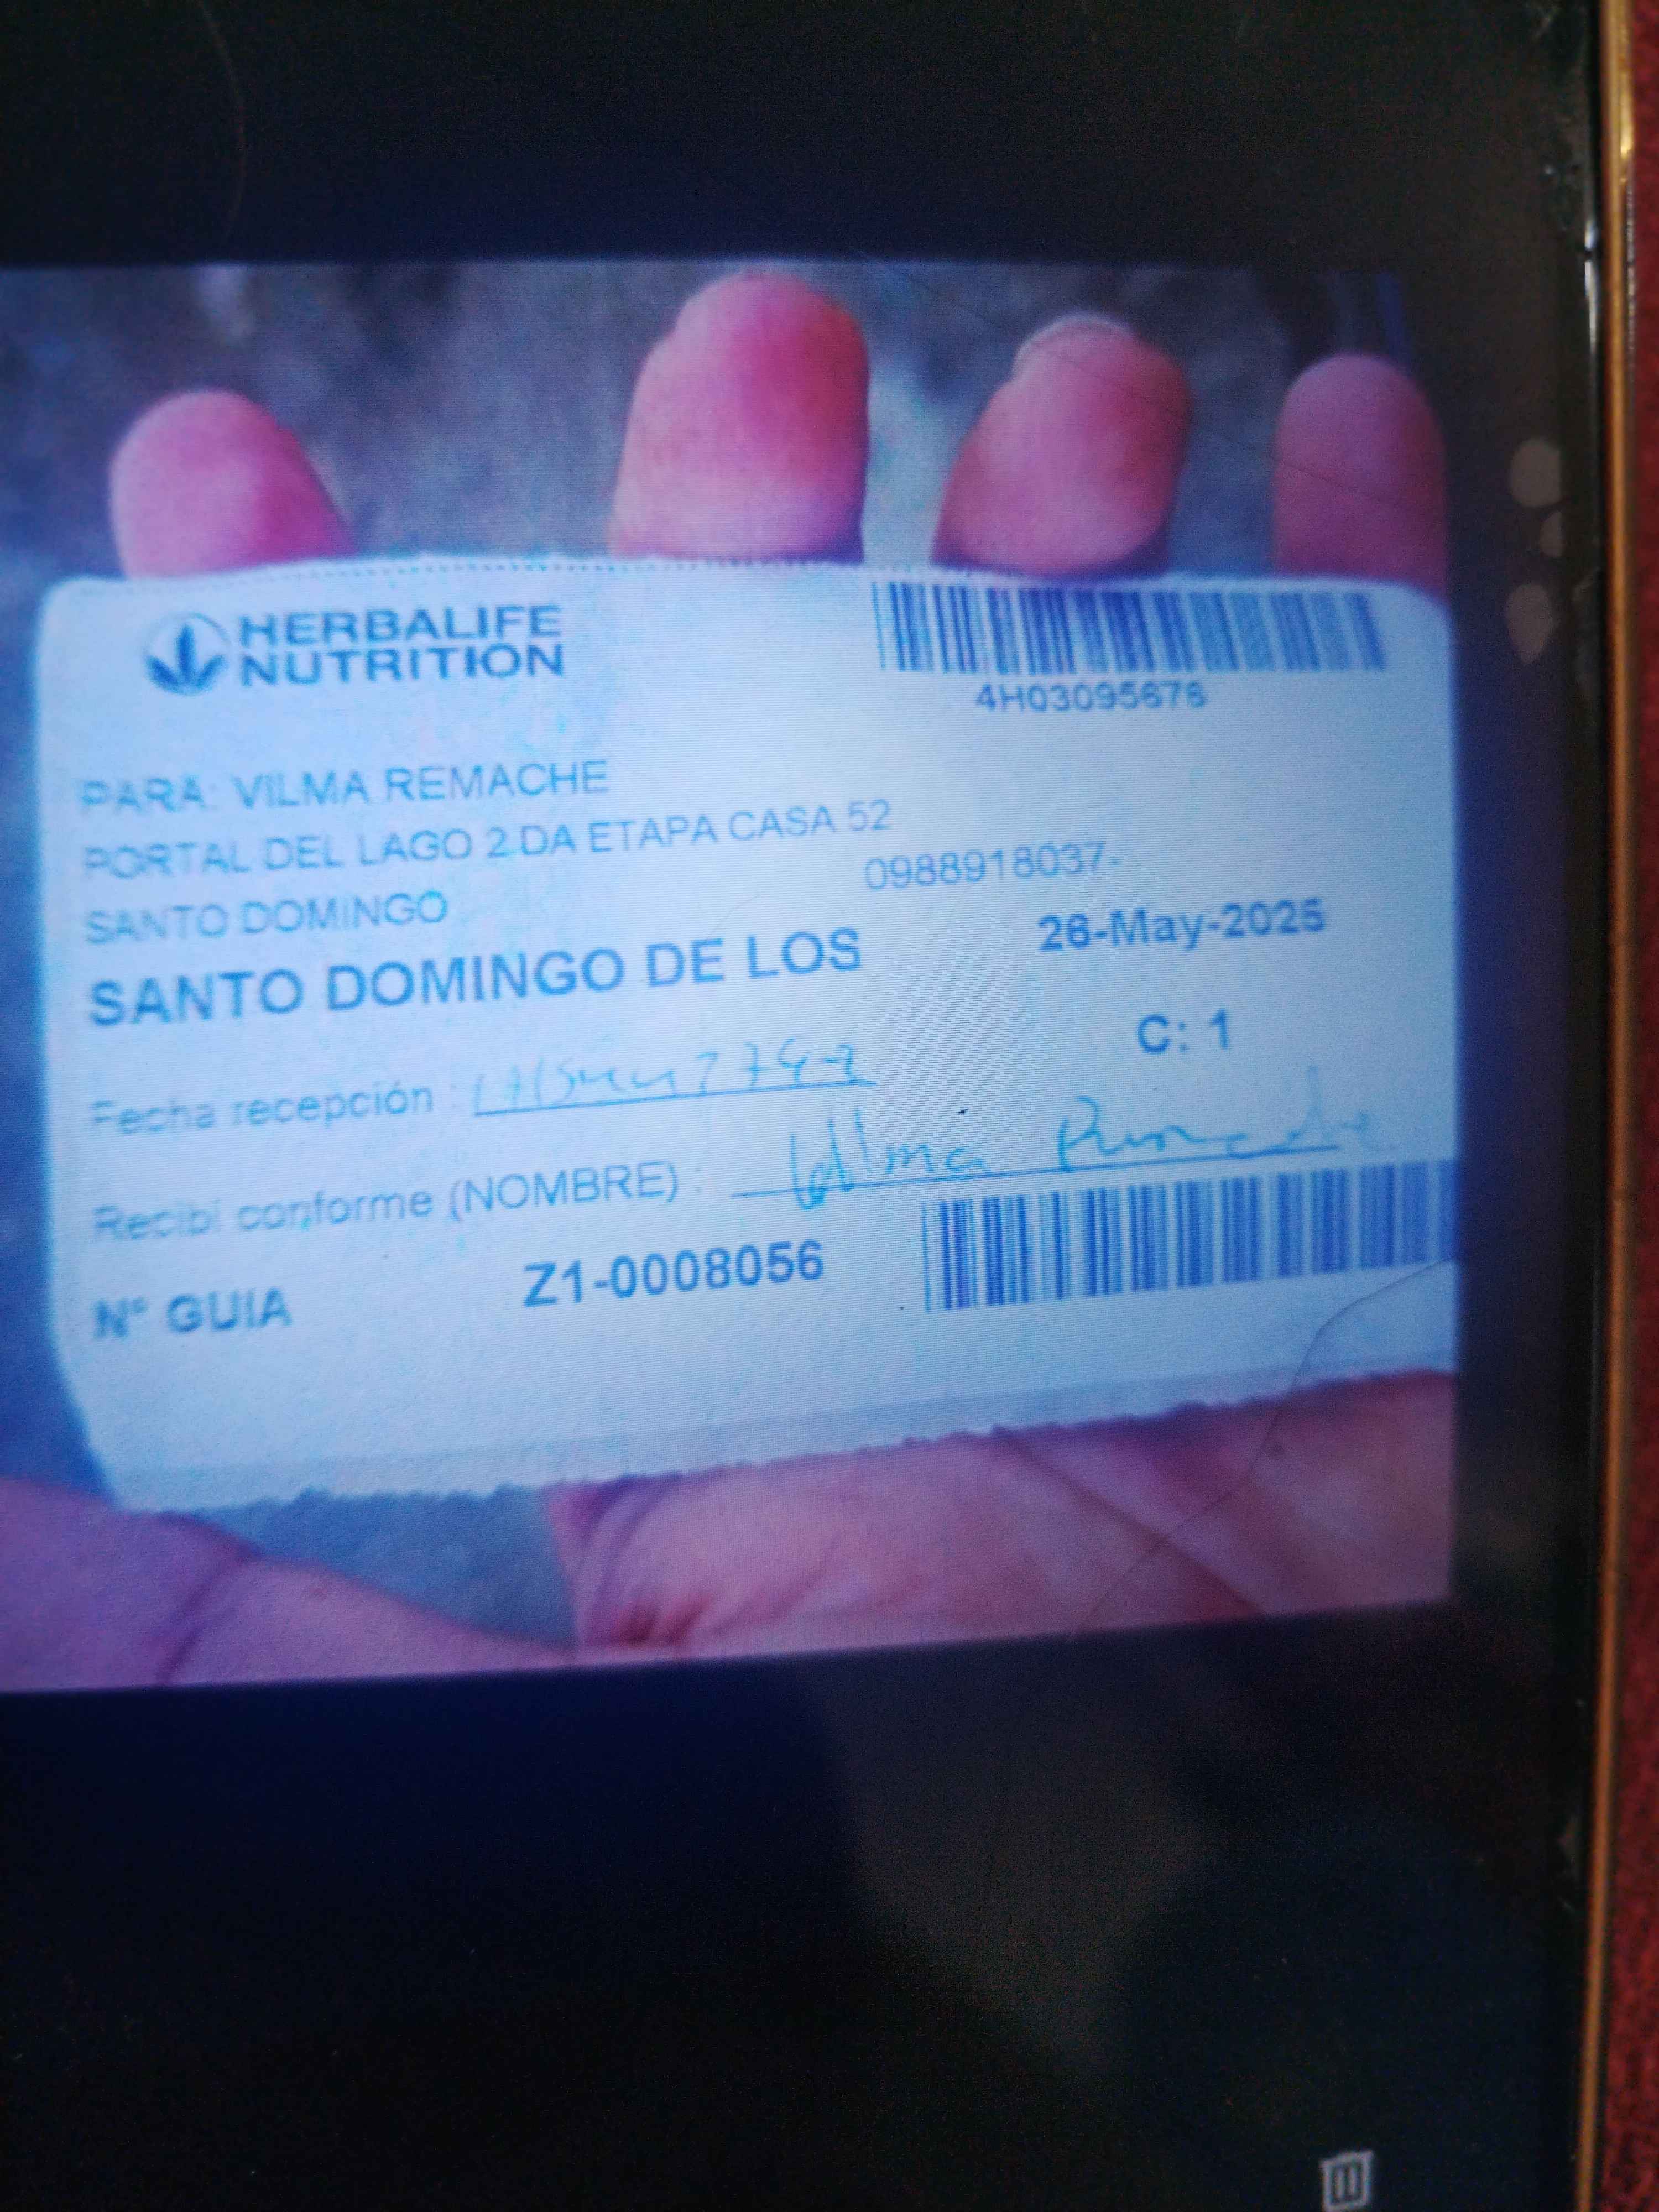 HERBALIFE
NUTRITION
4H03095676
PARA: VILMA REMACHE
PORTAL DEL LAGO 2 DA ETAPA CASA 52
0988918037-
SANTO DOMINGO
26-May-2025
SANTO DOMINGO DE LOS
C: 1
Fecha recepción :
Recibi conforme (NOMBRE) : Vilma Remache
N° GUIA Z1-0008056